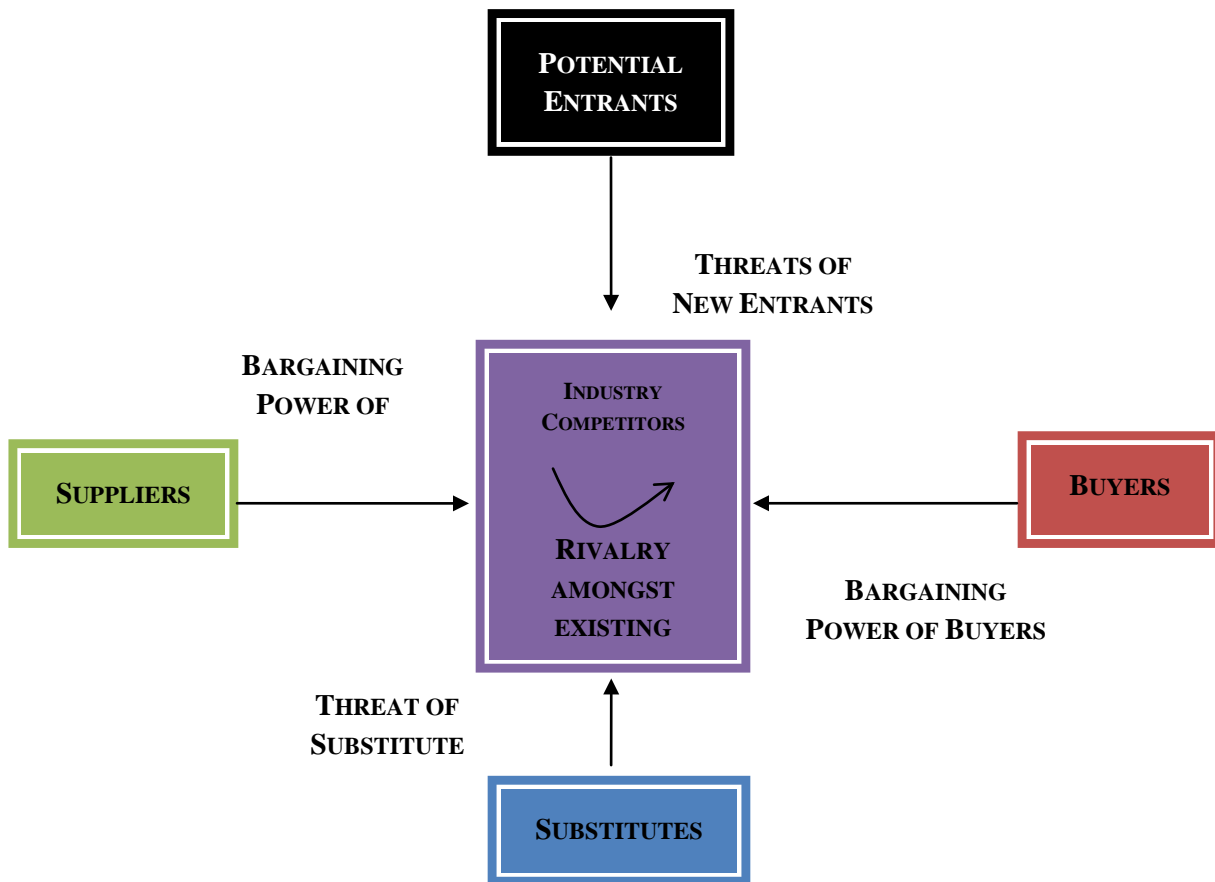 POTENTIAL
ENTRANTS
THREATS OF
NEW ENTRANTS
BARGAINING
POWER OF
INDUSTRY
COMPETITORS
SUPPLIERS
BUYERS
RIVALRY
AMONGST
EXISTING
BARGAINING
POWER OF BUYERS
THREAT OF
SUBSTITUTE
SUBSTITUTES